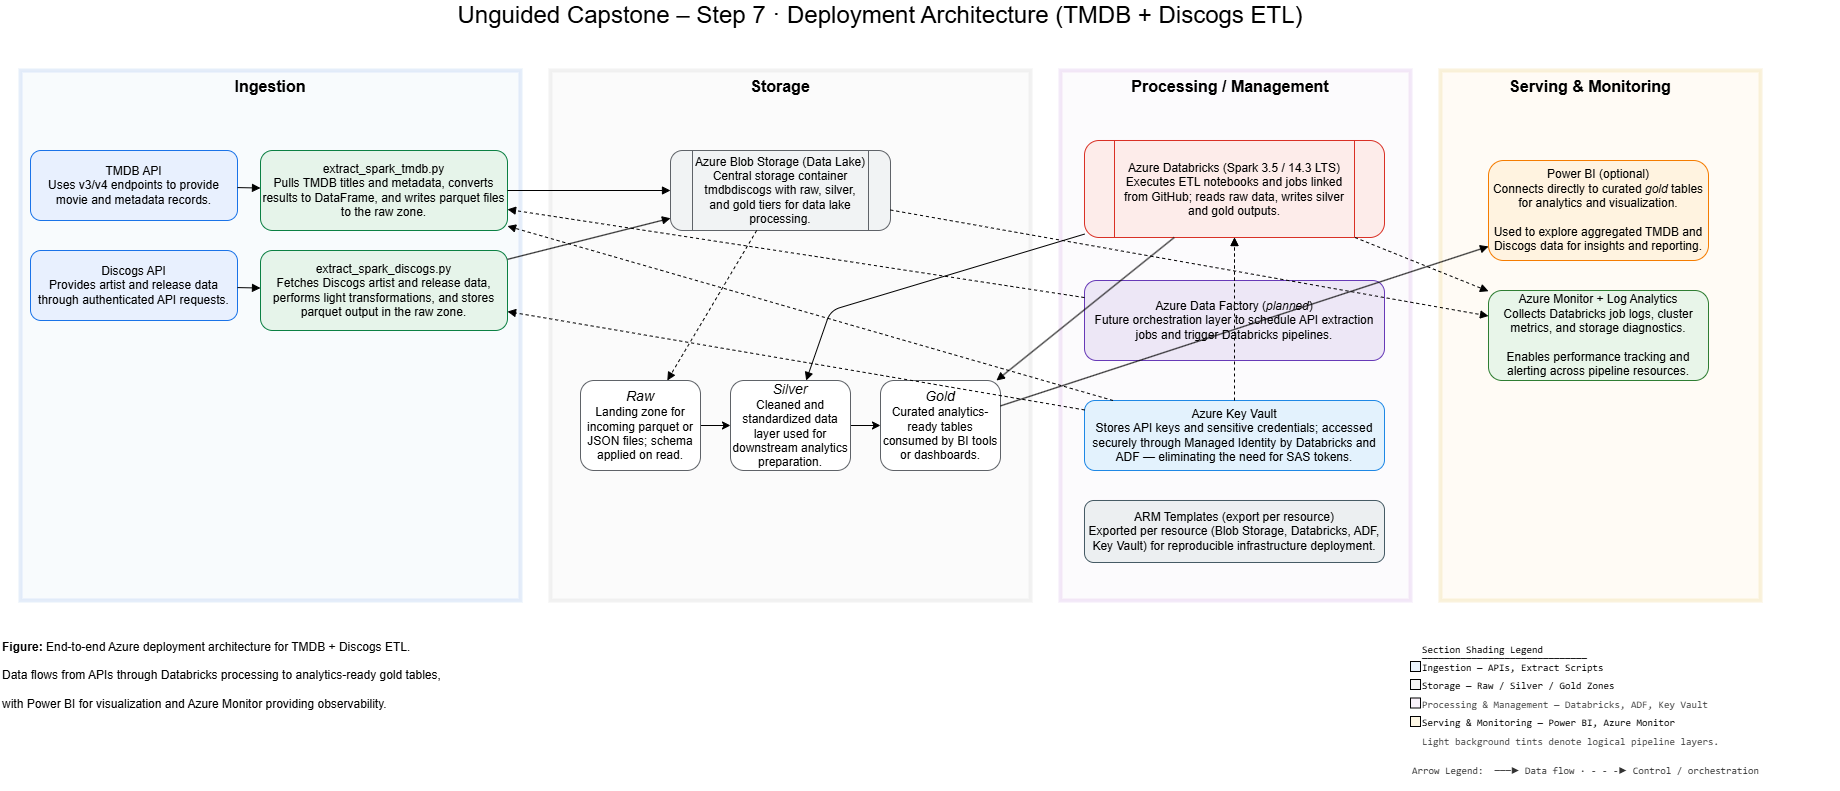 Unguided Capstone – Step 7 · Deployment Architecture (TMDB + Discogs ETL)
Ingestion
TMDB API
Uses v3/v4 endpoints to provide
movie and metadata records.
extract_spark_tmdb.py
Pulls TMDB titles and metadata, converts
results to DataFrame, and writes parquet files
to the raw zone.
Discogs API
Provides artist and release data
through authenticated API requests.
extract_spark_discogs.py
Fetches Discogs artist and release data,
performs light transformations, and stores
parquet output in the raw zone.
Storage
Azure Blob Storage (Data Lake)
Central storage container
tmdbdiscogs with raw, silver,
and gold tiers for data lake
processing.
Raw
Landing zone for
incoming parquet or
JSON files; schema
applied on read.
Silver
Cleaned and
standardized data
layer used for
downstream analytics
preparation.
Gold
Curated analytics-
ready tables
consumed by BI tools
or dashboards.
Processing / Management
Azure Databricks (Spark 3.5 / 14.3 LTS)
Executes ETL notebooks and jobs linked
from GitHub; reads raw data, writes silver
and gold outputs.
Azure Data Factory (planned)
Future orchestration layer to schedule API extraction
jobs and trigger Databricks pipelines.
Azure Key Vault
Stores API keys and sensitive credentials; accessed
securely through Managed Identity by Databricks and
ADF — eliminating the need for SAS tokens.
ARM Templates (export per resource)
Exported per resource (Blob Storage, Databricks, ADF,
Key Vault) for reproducible infrastructure deployment.
Serving & Monitoring
Power BI (optional)
Connects directly to curated gold tables
for analytics and visualization.
Used to explore aggregated TMDB and
Discogs data for insights and reporting.
Azure Monitor + Log Analytics
Collects Databricks job logs, cluster
metrics, and storage diagnostics.
Enables performance tracking and
alerting across pipeline resources.
Figure: End-to-end Azure deployment architecture for TMDB + Discogs ETL.
Data flows from APIs through Databricks processing to analytics-ready gold tables,
with Power BI for visualization and Azure Monitor providing observability.
Section Shading Legend
Ingestion – APIs, Extract Scripts
Storage – Raw / Silver / Gold Zones
Processing & Management – Databricks, ADF, Key Vault
Serving & Monitoring – Power BI, Azure Monitor
Light background tints denote logical pipeline layers.
Arrow Legend: ──► Data flow · - - -► Control / orchestration